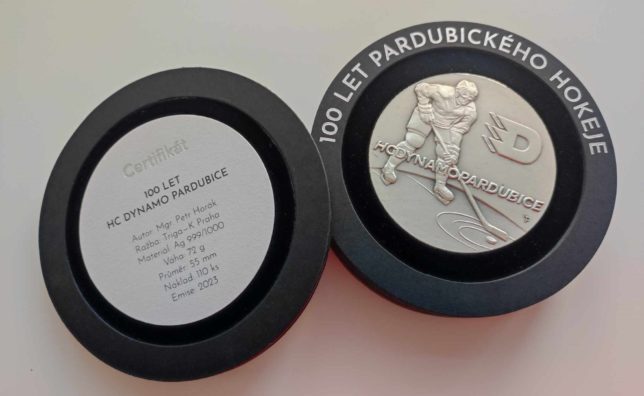 Certifikát
100 LET
HC DYNAMO PARDUBICE
Autor: Mgr. Petr Horák
Ražba: Triga-K Praha
Materiál: Ag 999/1000
Váha: 72 g
Průměr: 55 mm
Náklad: 110 ks
Emise: 2023
100 LET PARDUBICKÉHO HOKEJE
D
HC DYNAMO PARDUBICE